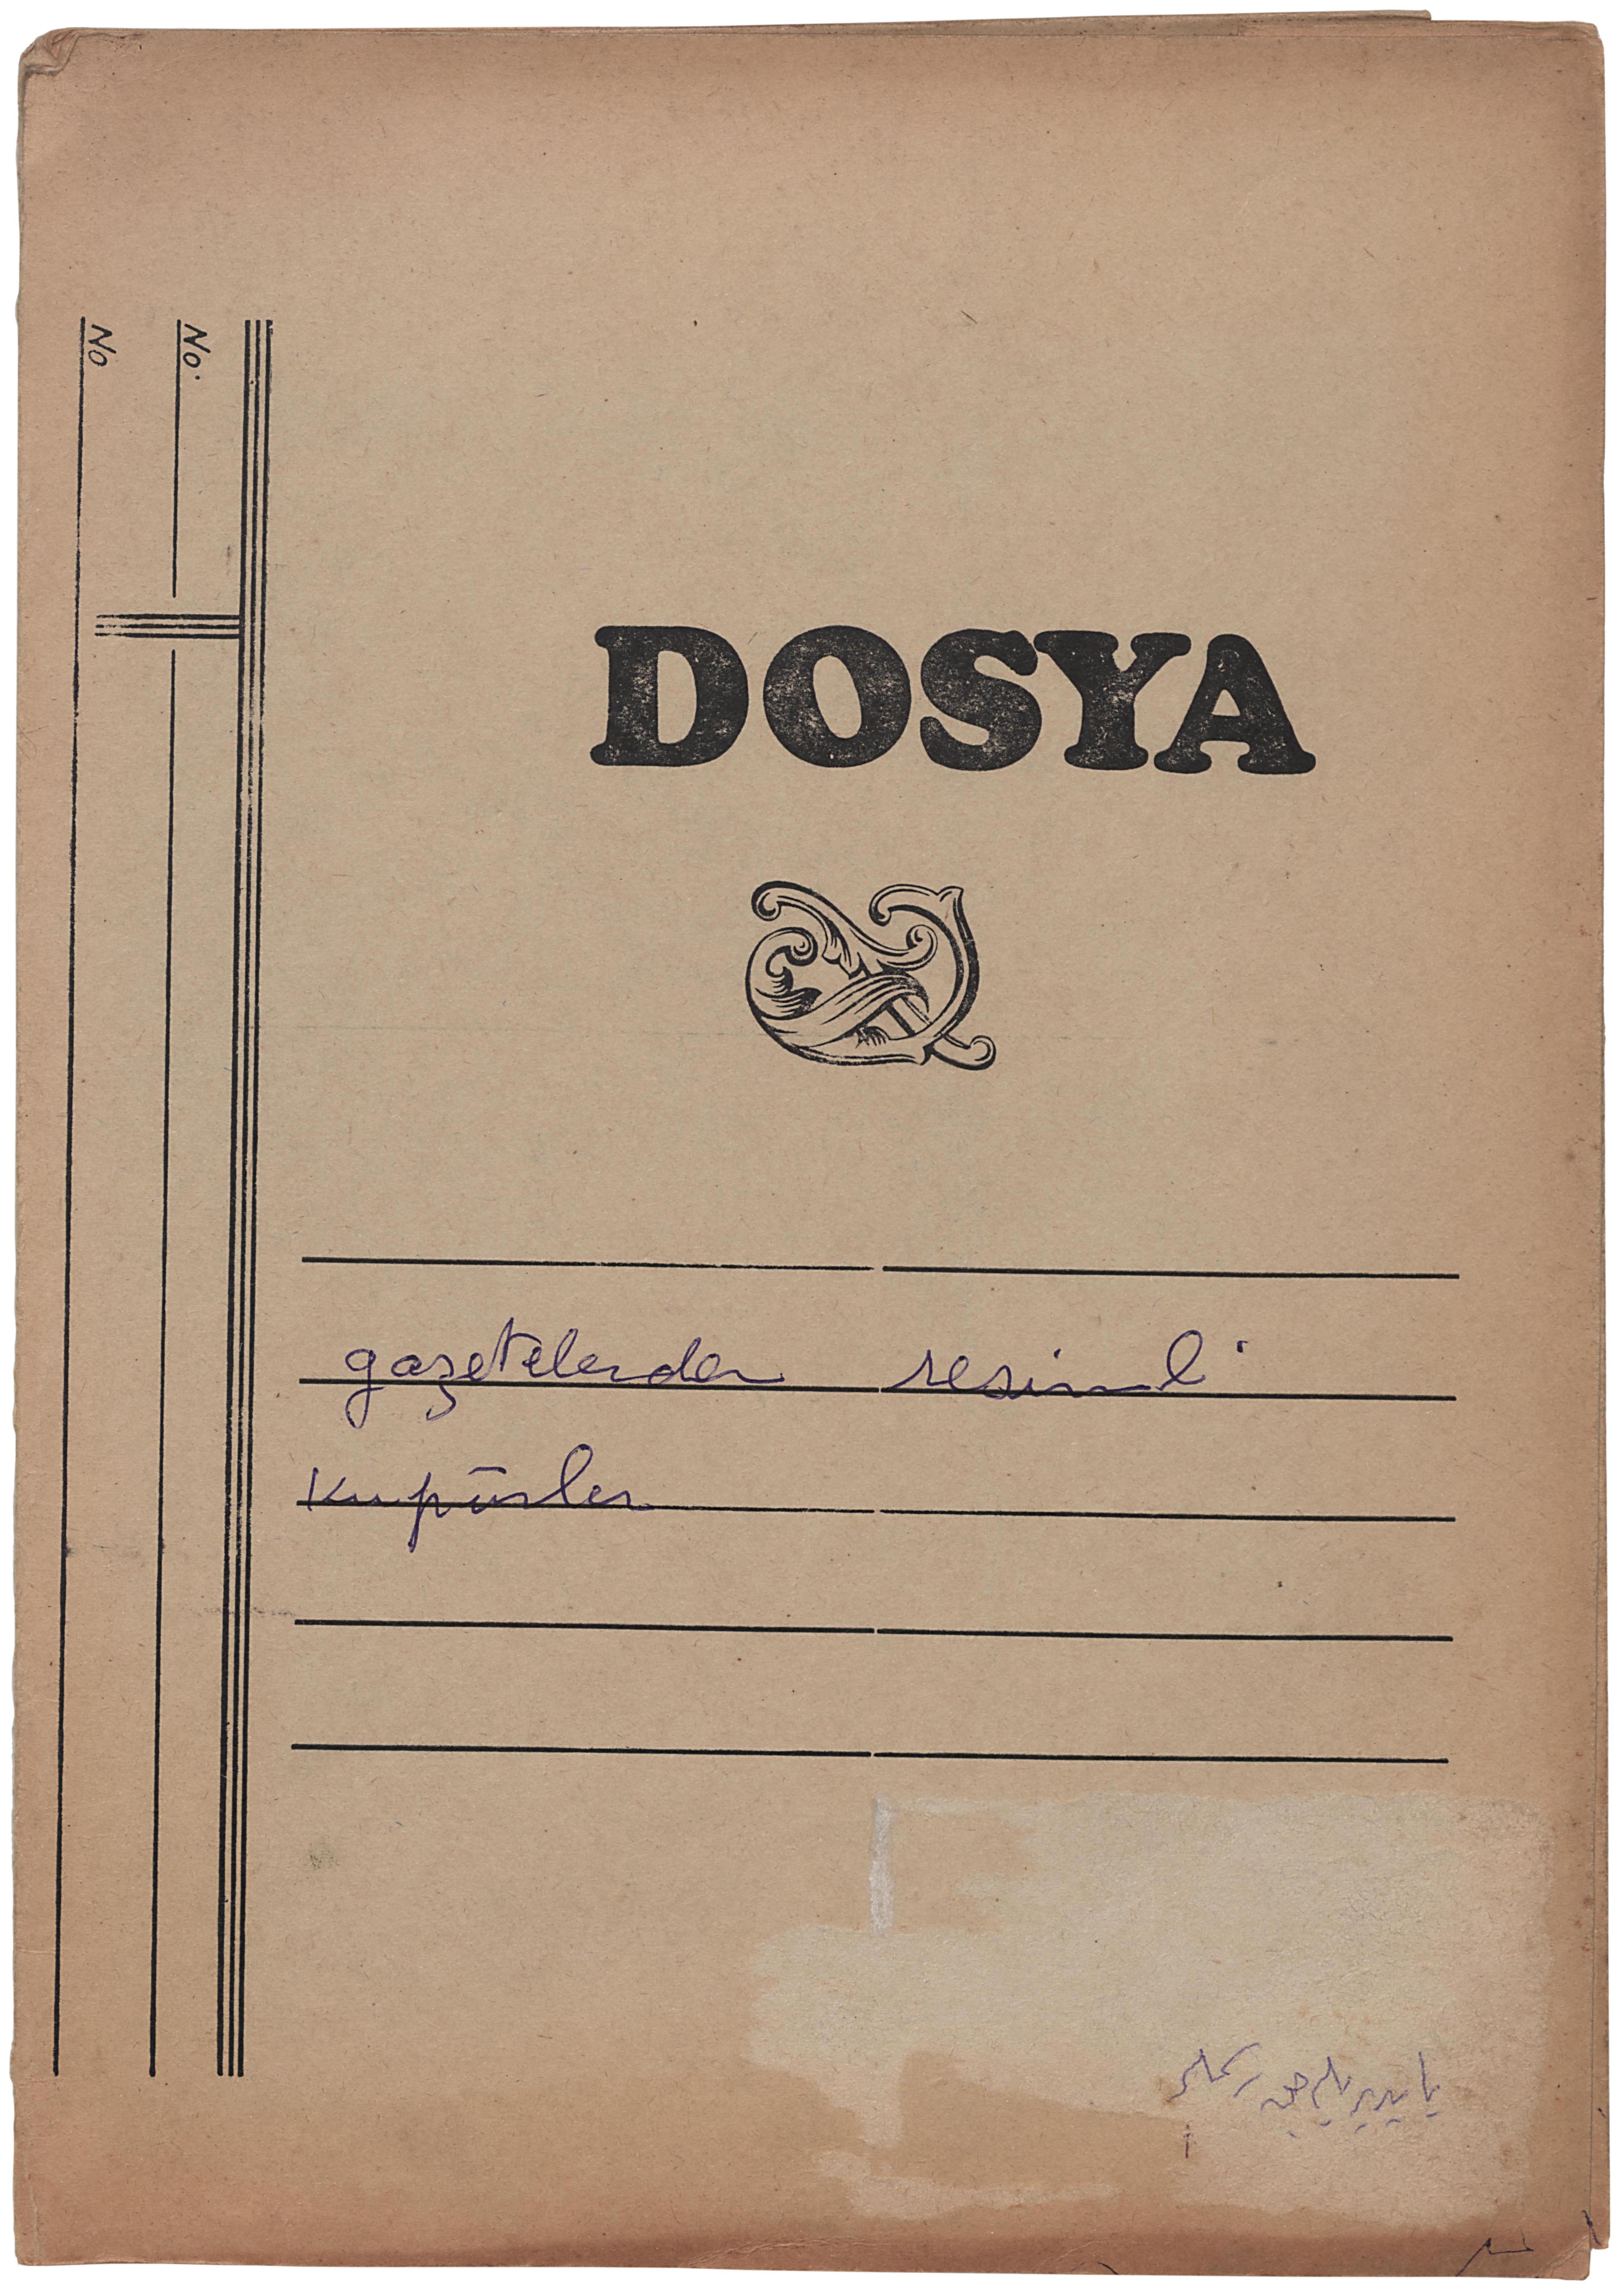 No.
No
DOSYA
gazetelerden resimli
kupürler